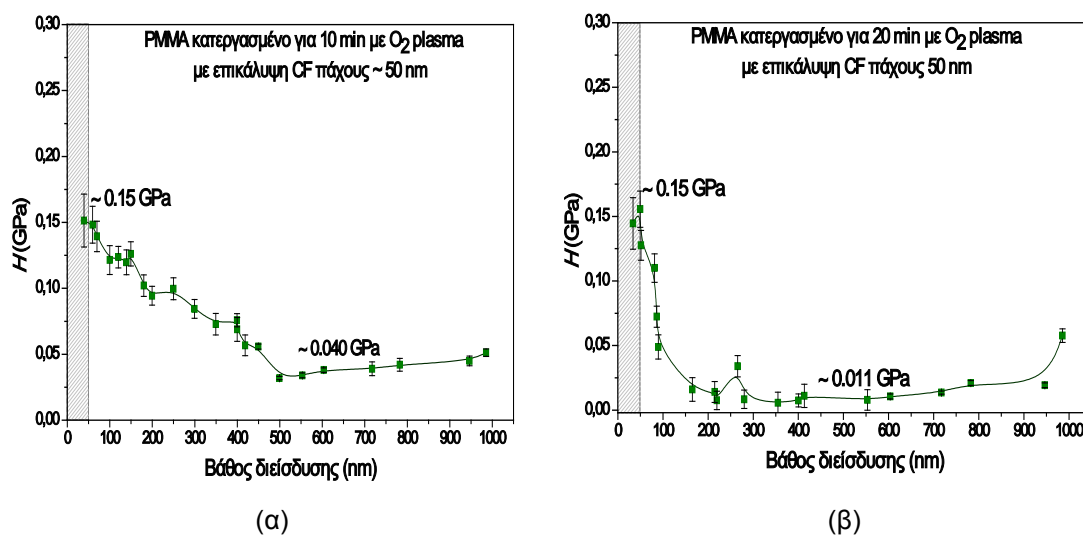 PMMA κατεργασμένο για 10 min με O2 plasma
με επικάλυψη CF πάχους ~ 50 nm
~ 0.15 GPa
~ 0.040 GPa
H(GPa)
0,30
0,25
0,20
0,15
0,10
0,05
0,00
0 100 200 300 400 500 600 700 800 900 1000
Βάθος διείσδυσης (nm)
(α)
PMMA κατεργασμένο για 20 min με O2 plasma
με επικάλυψη CF πάχους 50 nm
~ 0.15 GPa
~ 0.011 GPa
H(GPa)
0,30
0,25
0,20
0,15
0,10
0,05
0,00
0 100 200 300 400 500 600 700 800 900 1000
Βάθος διείσδυσης (nm)
(β)